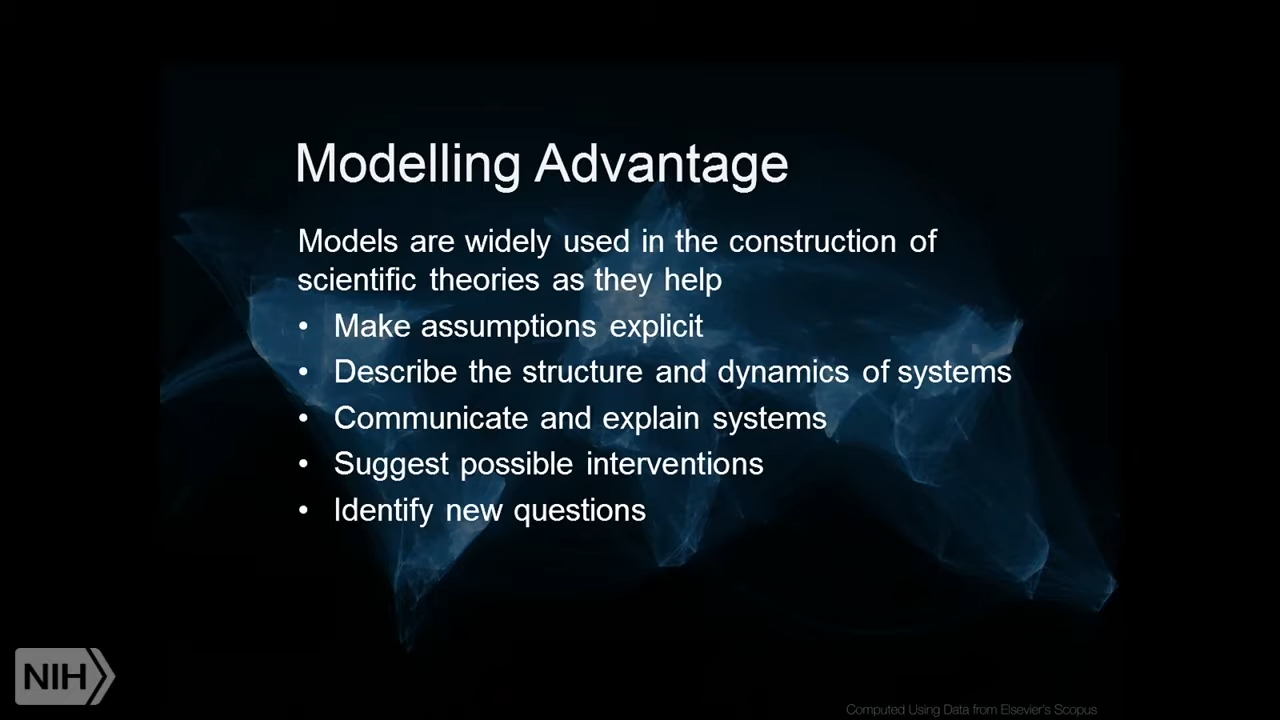 Modelling Advantage
Models are widely used in the construction of
scientific theories as they help
• Make assumptions explicit
• Describe the structure and dynamics of systems
• Communicate and explain systems
• Suggest possible interventions
• Identify new questions
NIH
Computed Using Data from Elsevier's Scopus